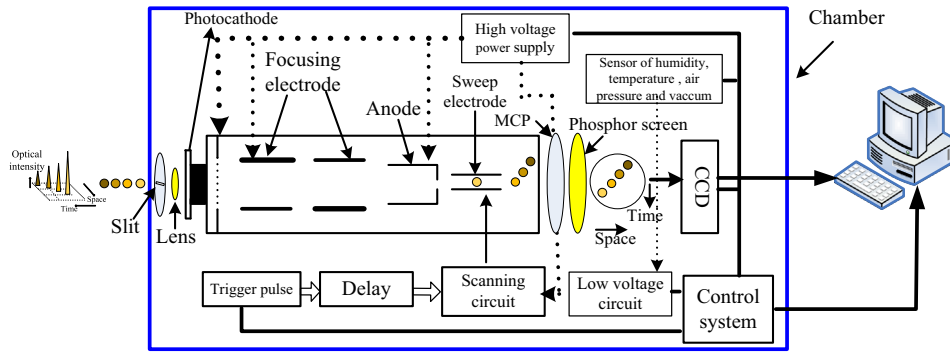 Photocathode
High voltage
power supply
Chamber
Focusing
electrode
Sensor of humidity,
temperature , air
pressure and vaccum
Sweep
electrode
Anode
MCP
Phosphor screen
Optical
intensity
Space
Time
Slit
Lens
CCD
Time
Space
Trigger pulse
Delay
Scanning
circuit
Low voltage
circuit
Control
system